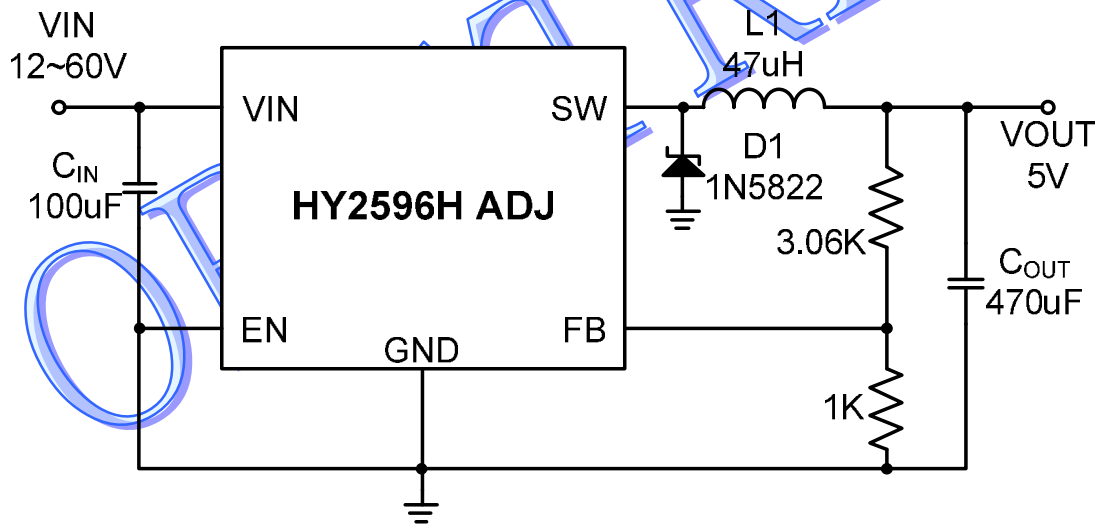 VIN
12~60V
L1
47uH
VIN
SW
VOUT
5V
CIN
100uF
D1
1N5822
HY2596H ADJ
3.06K
COUT
470uF
EN
GND
FB
1K